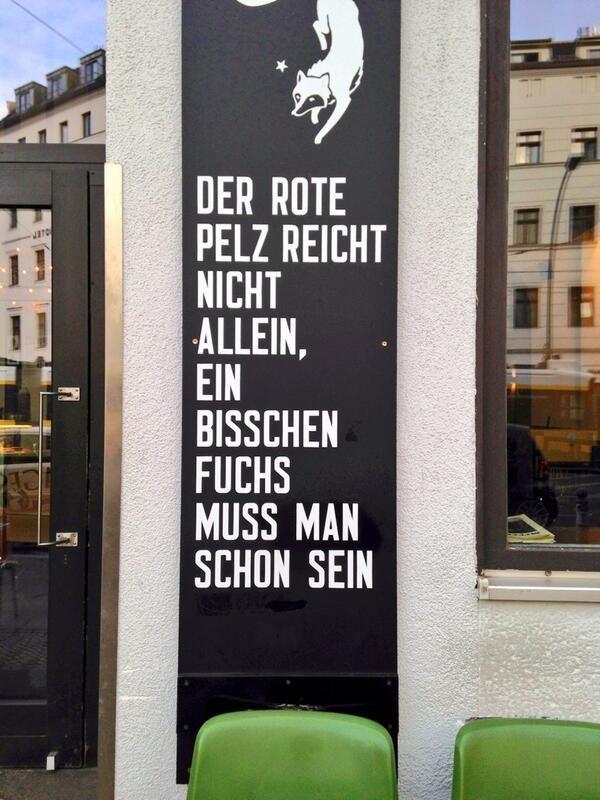 DER ROTE
PELZ REICHT
NICHT
ALLEIN,
EIN
BISSCHEN
FUCHS
MUSS MAN
SCHON SEIN